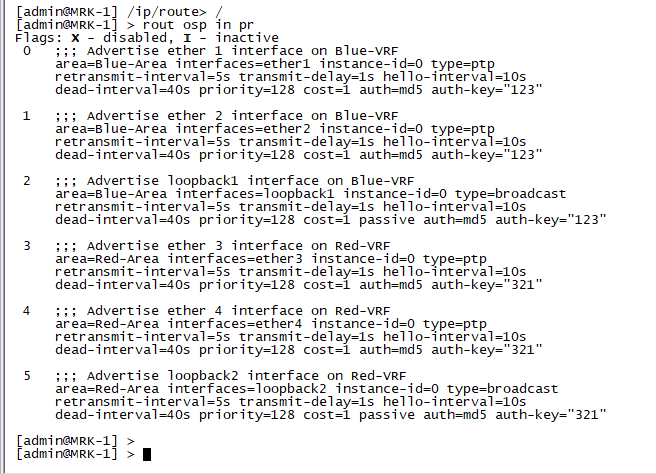 [admin@MRK-1] /ip/route> /
[admin@MRK-1] > rout osp in pr
Flags: X - disabled, I - inactive
0 ;;; Advertise ether 1 interface on Blue-VRF
area=Blue-Area interfaces=ether1 instance-id=0 type=ptp
retransmit-interval=5s transmit-delay=1s hello-interval=10s
dead-interval=40s priority=128 cost=1 auth=md5 auth-key="123"
1 ;;; Advertise ether 2 interface on Blue-VRF
area=Blue-Area interfaces=ether2 instance-id=0 type=ptp
retransmit-interval=5s transmit-delay=1s hello-interval=10s
dead-interval=40s priority=128 cost=1 auth=md5 auth-key="123"
2 ;;; Advertise loopback1 interface on Blue-VRF
area=Blue-Area interfaces=loopback1 instance-id=0 type=broadcast
retransmit-interval=5s transmit-delay=1s hello-interval=10s
dead-interval=40s priority=128 cost=1 passive auth=md5 auth-key="123"
3 ;;; Advertise ether 3 interface on Red-VRF
area=Red-Area interfaces=ether3 instance-id=0 type=ptp
retransmit-interval=5s transmit-delay=1s hello-interval=10s
dead-interval=40s priority=128 cost=1 auth=md5 auth-key="321"
4 ;;; Advertise ether 4 interface on Red-VRF
area=Red-Area interfaces=ether4 instance-id=0 type=ptp
retransmit-interval=5s transmit-delay=1s hello-interval=10s
dead-interval=40s priority=128 cost=1 auth=md5 auth-key="321"
5 ;;; Advertise loopback2 interface on Red-VRF
area=Red-Area interfaces=loopback2 instance-id=0 type=broadcast
retransmit-interval=5s transmit-delay=1s hello-interval=10s
dead-interval=40s priority=128 cost=1 passive auth=md5 auth-key="321"
[admin@MRK-1] >
[admin@MRK-1] >